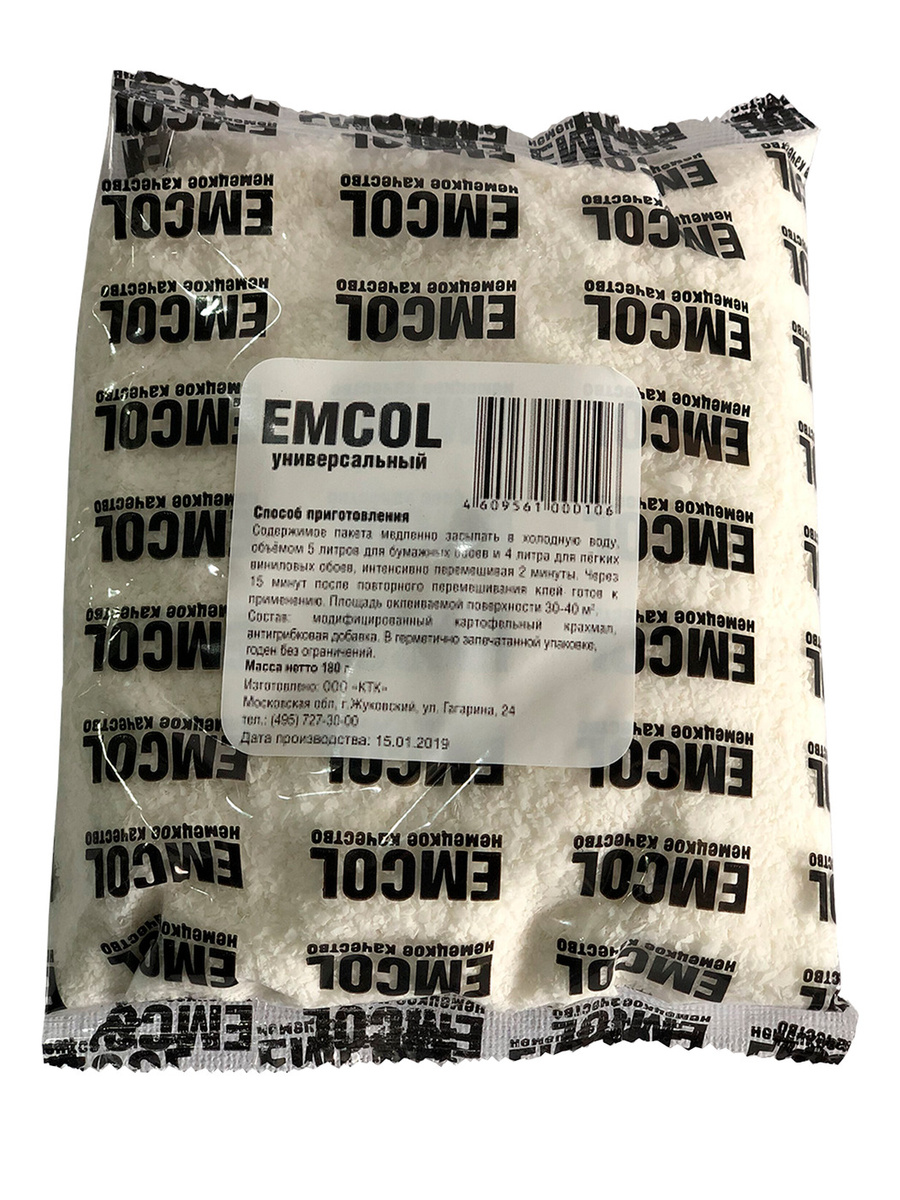 EMCOL
универсальный
4 609561 000106
Способ приготовления
Содержимое пакета медленно засыпать в холодную воду,
объёмом 5 литров для бумажных обоев и 4 литра для лёгких
виниловых обоев, интенсивно перемешивая 2 минуты. Через
15 минут после повторного перемешивания клей готов к
применению. Площадь оклеиваемой поверхности 30-40 м².
Состав: модифицированный картофельный крахмал,
антигрибковая добавка. В герметично запечатанной упаковке,
годен без ограничений.
Масса нетто 180 г
Изготовлено: ООО «КТК»
Московская обл, г.Жуковский, ул. Гагарина, 24
тел.: (495) 727-30-00
Дата производства: 15.01.2019
EMCOL
немецкое качество